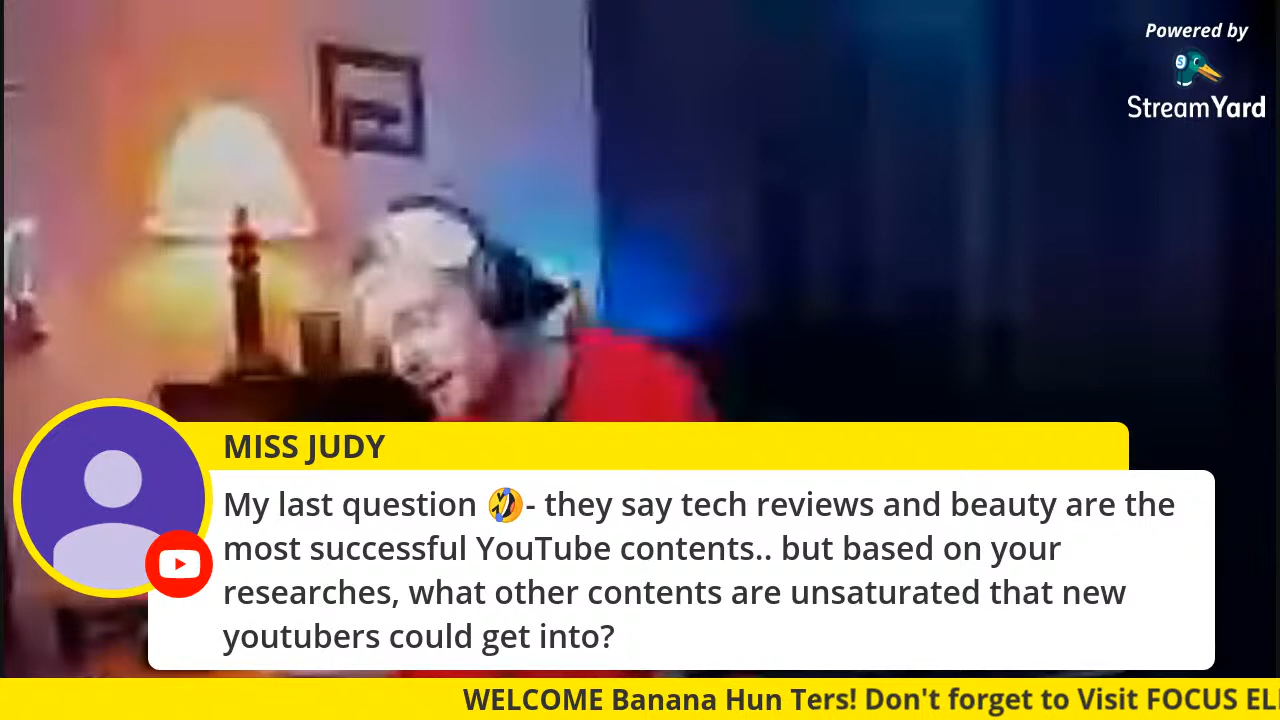 Powered by
StreamYard
MISS JUDY
My last question 🤣- they say tech reviews and beauty are the
most successful YouTube contents.. but based on your
researches, what other contents are unsaturated that new
youtubers could get into?
WELCOME Banana Hun Ters! Don't forget to Visit FOCUS